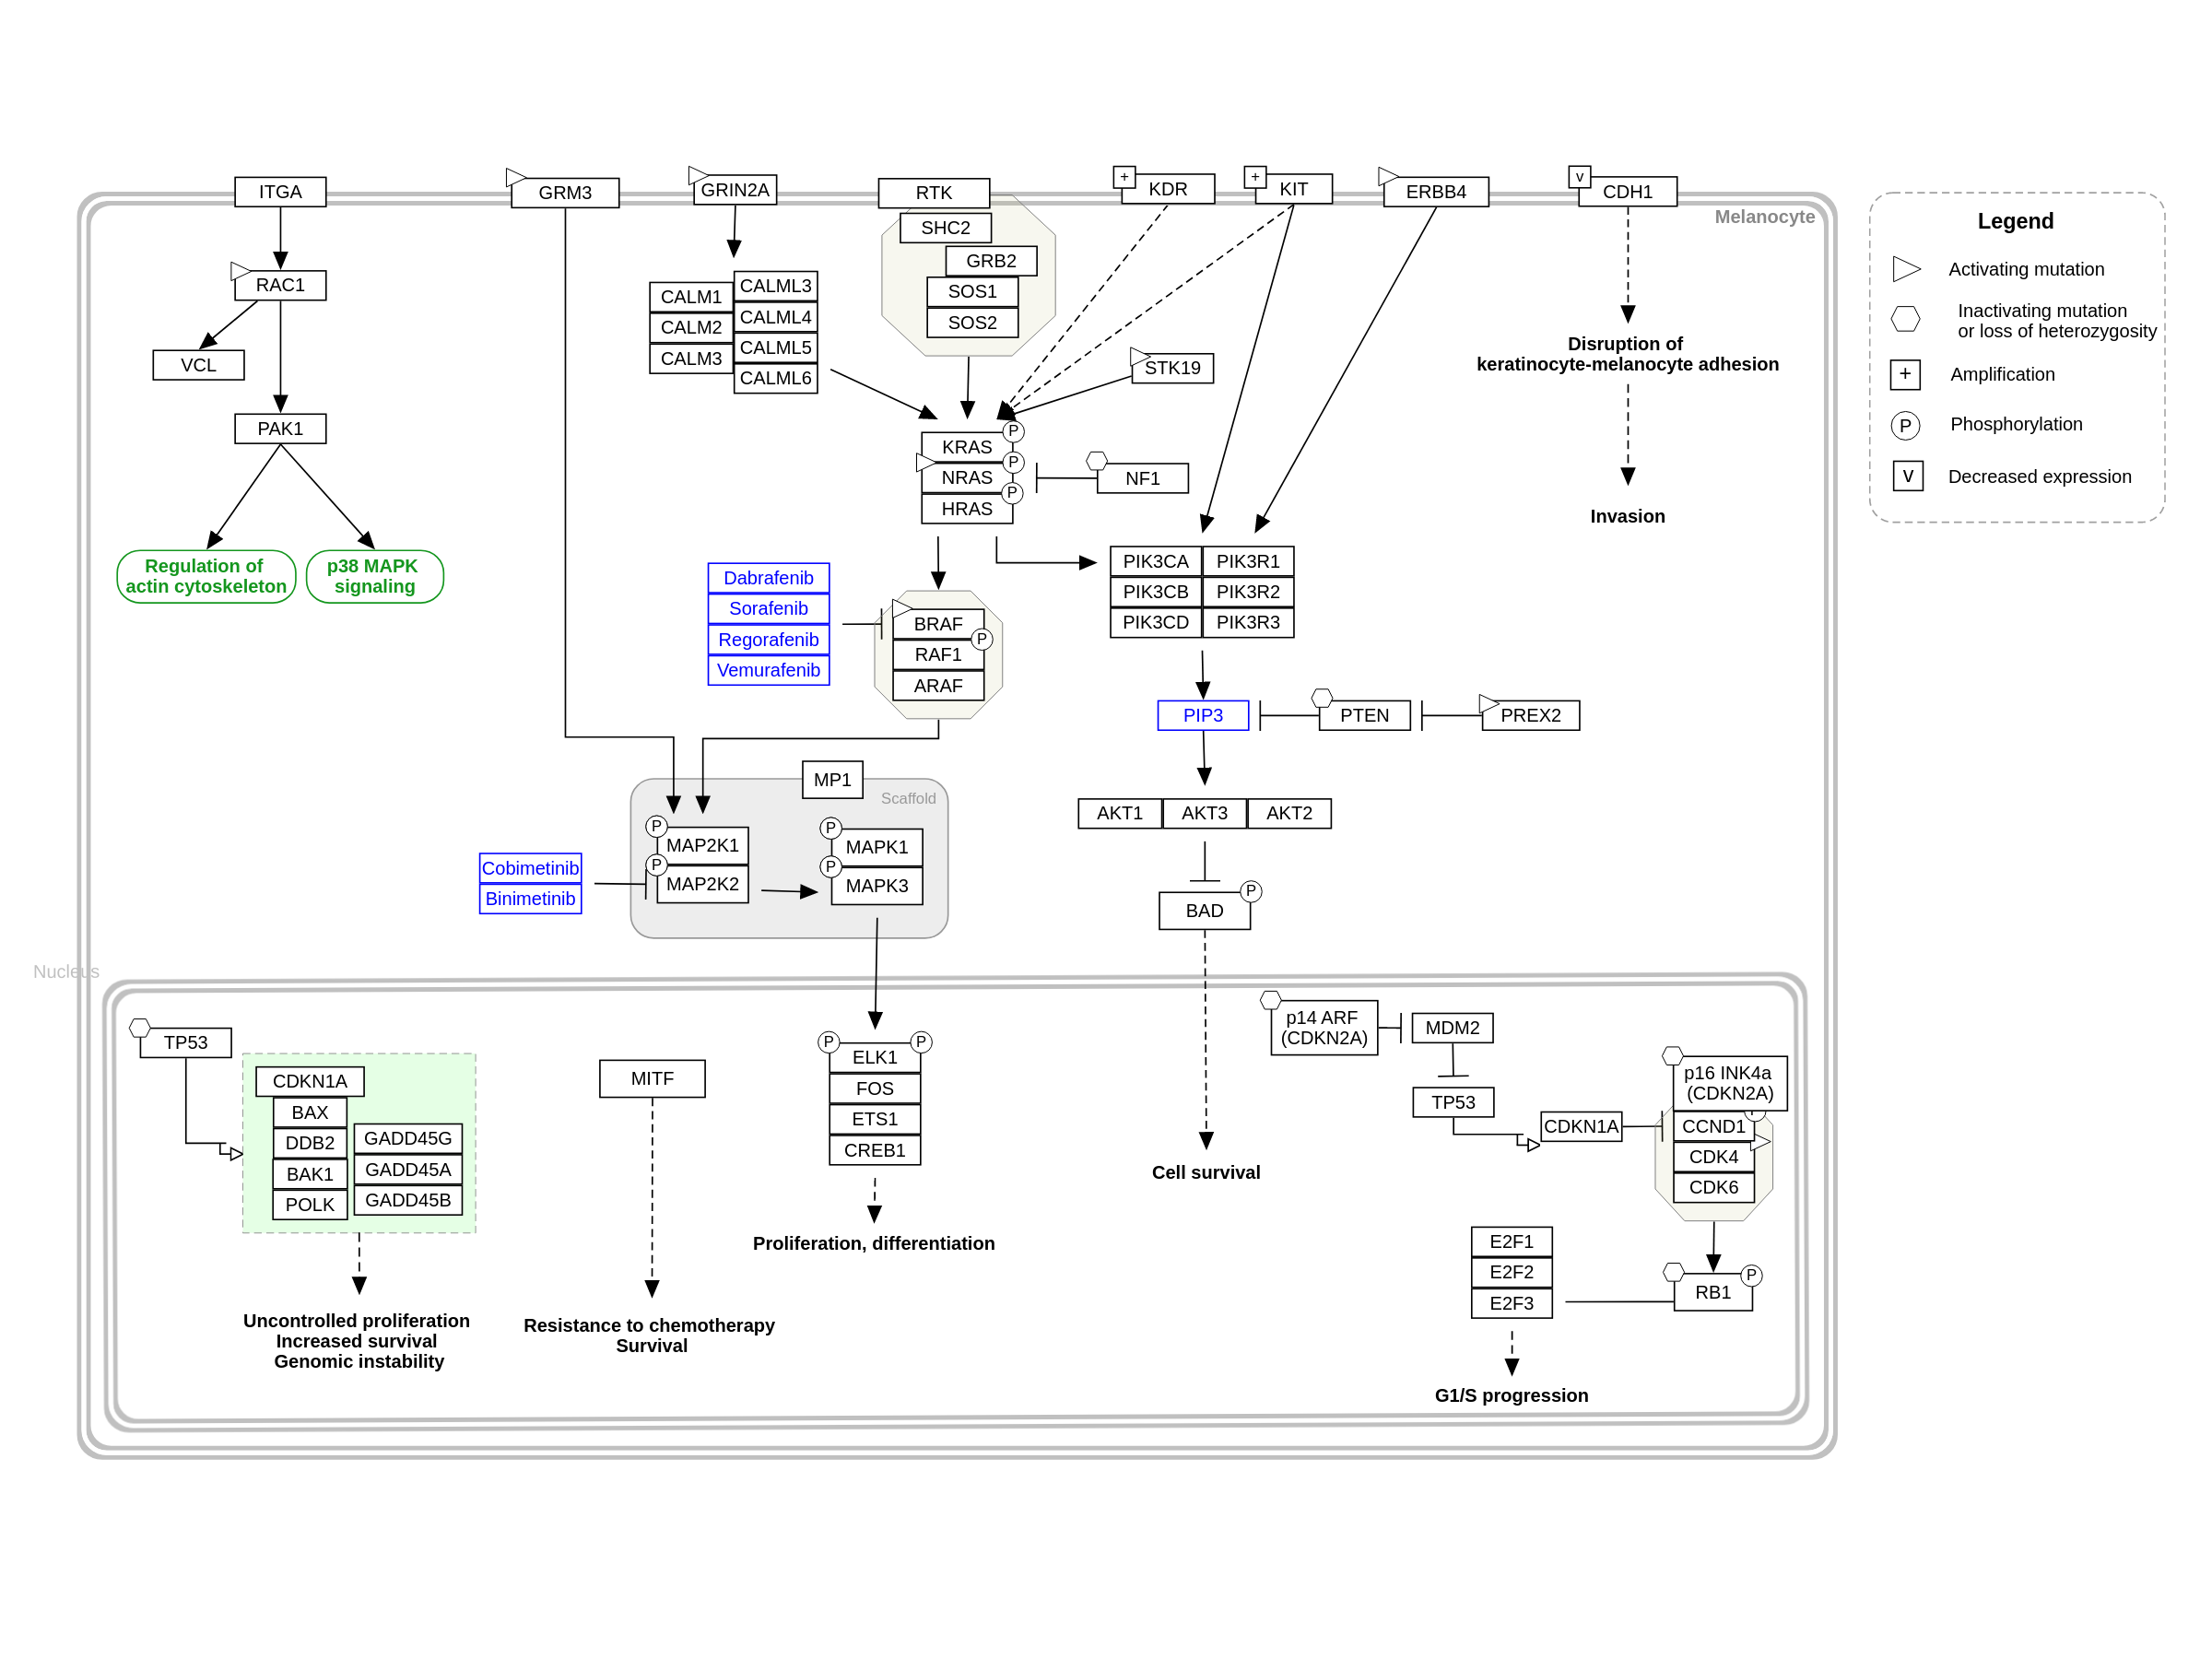 ITGA
GRM3
GRIN2A
RTK
+
KDR
+
KIT
ERBB4
v
CDH1
Melanocyte
Legend
Activating mutation
Inactivating mutation
or loss of heterozygosity
+
Amplification
P
Phosphorylation
v
Decreased expression
SHC2
GRB2
SOS1
SOS2
RAC1
VCL
PAK1
Regulation of
actin cytoskeleton
p38 MAPK
signaling
CALM1
CALM2
CALM3
CALML3
CALML4
CALML5
CALML6
STK19
Disruption of
keratinocyte-melanocyte adhesion
Invasion
P
KRAS
P
NRAS
P
HRAS
NF1
Dabrafenib
Sorafenib
Regorafenib
Vemurafenib
BRAF
P
RAF1
ARAF
PIK3CA
PIK3R1
PIK3CB
PIK3R2
PIK3CD
PIK3R3
PIP3
PTEN
PREX2
MP1
Scaffold
P
MAP2K1
P
MAP2K2
P
MAPK1
P
MAPK3
Cobimetinib
Binimetinib
AKT1
AKT3
AKT2
BAD
P
Nucleus
TP53
CDKN1A
BAX
DDB2
BAK1
POLK
GADD45G
GADD45A
GADD45B
Uncontrolled proliferation
Increased survival
Genomic instability
MITF
Resistance to chemotherapy
Survival
P
P
ELK1
FOS
ETS1
CREB1
Proliferation, differentiation
Cell survival
p14 ARF
(CDKN2A)
MDM2
TP53
CDKN1A
p16 INK4a
(CDKN2A)
CCND1
CDK4
CDK6
E2F1
E2F2
E2F3
RB1
P
G1/S progression